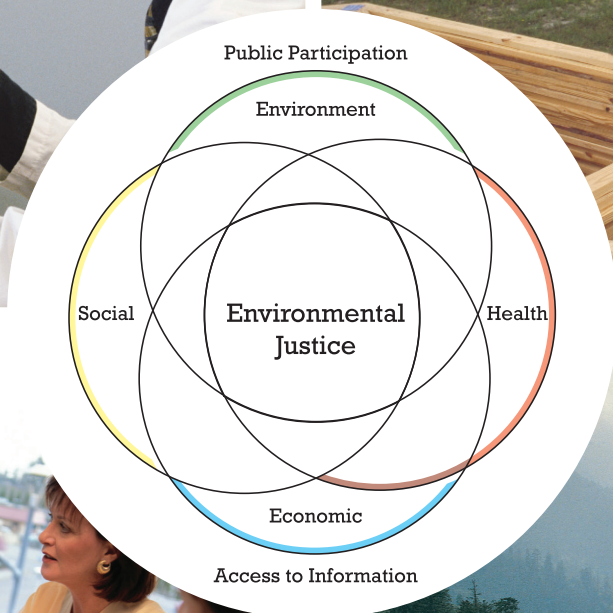 Public Participation
Environment
Social
Environmental
Justice
Health
Economic
Access to Information